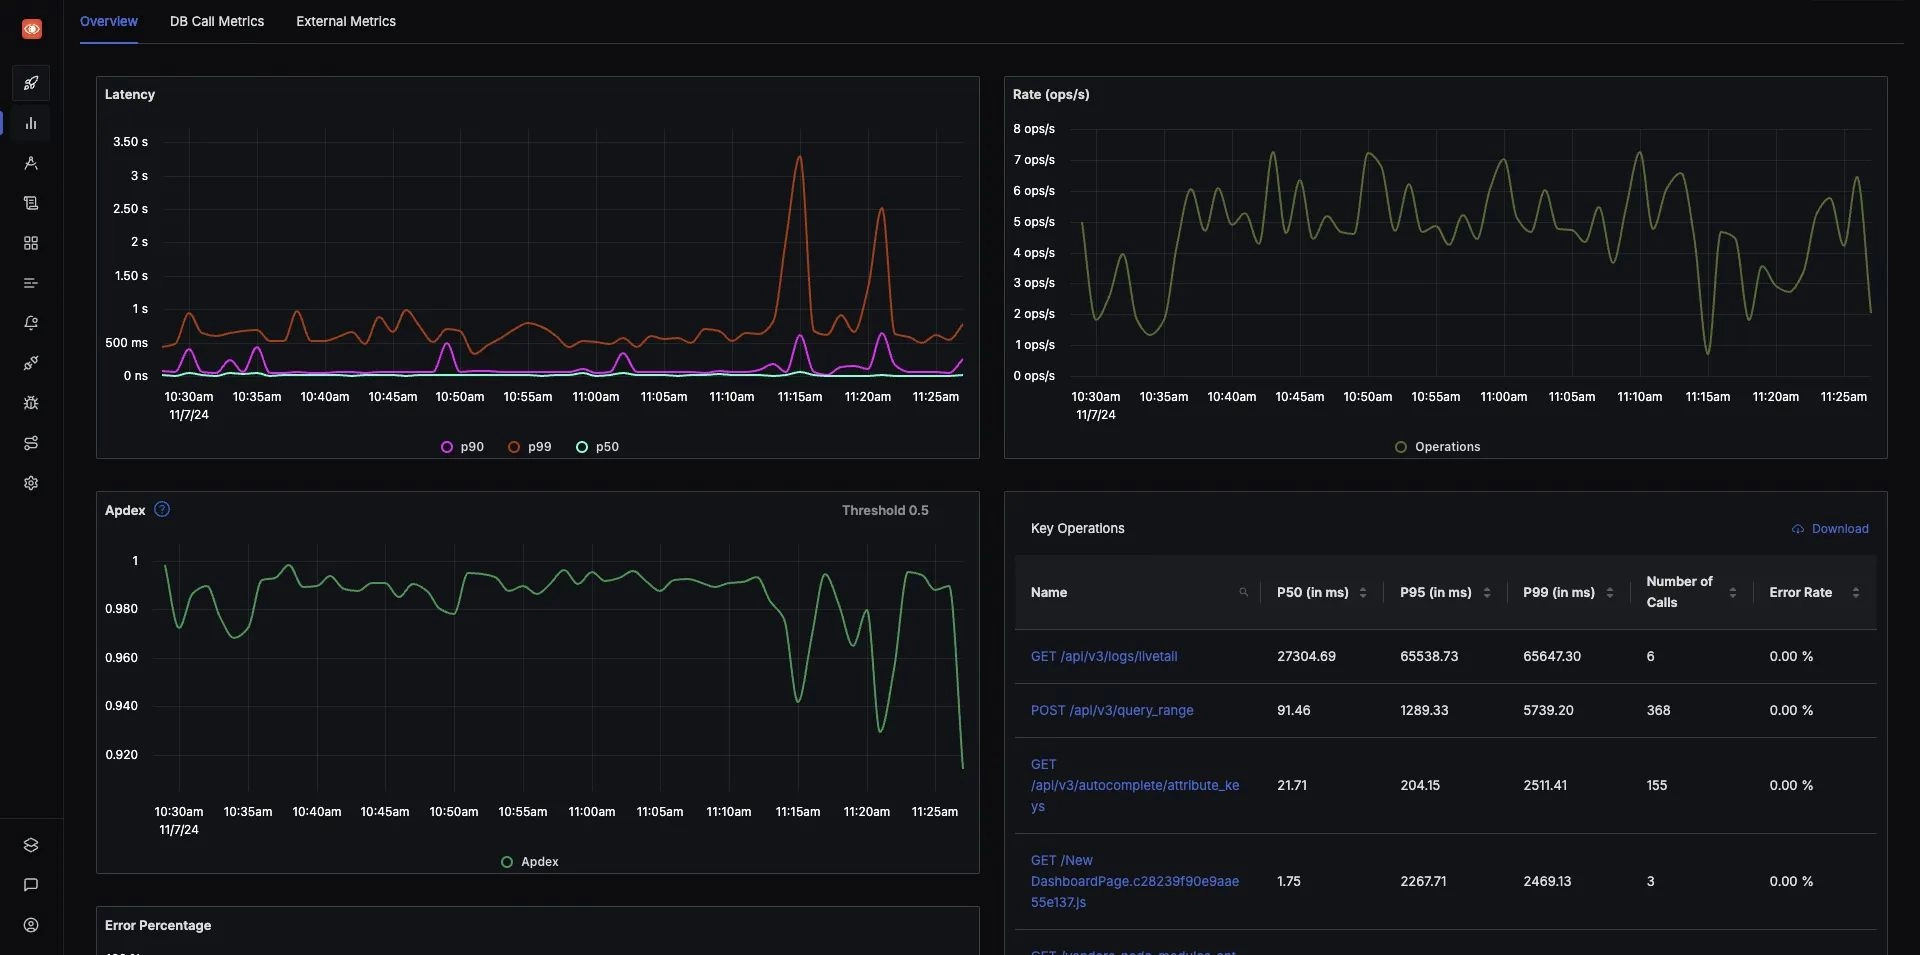 Overview DB Call Metrics External Metrics
Latency
3.50 s
3 s
2.50 s
2 s
1.50 s
1 s
500 ms
0 ns
10:30am 10:35am 10:40am 10:45am 10:50am 10:55am 11:00am 11:05am 11:10am 11:15am 11:20am 11:25am
11/7/24
p90 p99 p50
Rate (ops/s)
8 ops/s
7 ops/s
6 ops/s
5 ops/s
4 ops/s
3 ops/s
2 ops/s
1 ops/s
0 ops/s
10:30am 10:35am 10:40am 10:45am 10:50am 10:55am 11:00am 11:05am 11:10am 11:15am 11:20am 11:25am
11/7/24
Operations
Apdex Threshold 0.5
1
0.980
0.960
0.940
0.920
10:30am 10:35am 10:40am 10:45am 10:50am 10:55am 11:00am 11:05am 11:10am 11:15am 11:20am 11:25am
11/7/24
Apdex
Key Operations Download
Name P50 (in ms) P95 (in ms) P99 (in ms) Number of
Calls Error Rate
GET /api/v3/logs/livetail 27304.69 65538.73 65647.30 6 0.00 %
POST /api/v3/query_range 91.46 1289.33 5739.20 368 0.00 %
GET
/api/v3/autocomplete/attribute_ke 21.71 204.15 2511.41 155 0.00 %
ys
GET /New
DashboardPage.c28239f90e9aae 1.75 2267.71 2469.13 3 0.00 %
55e137.js
Error Percentage